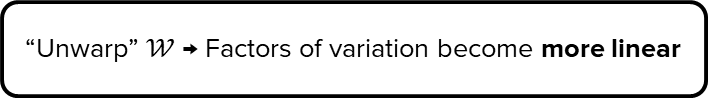 “Unwarp” 𝒲 → Factors of variation become more linear